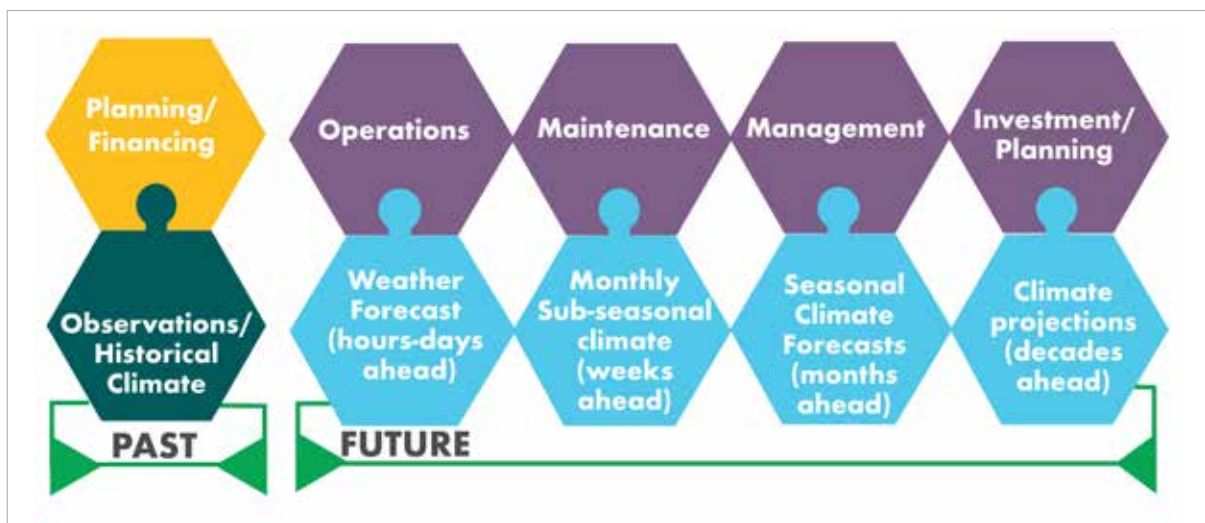 Planning/
Financing
Operations
Maintenance
Management
Investment/
Planning
Observations/
Historical
Climate
Weather
Forecast
(hours-days
ahead)
Monthly
Sub-seasonal
climate
(weeks
ahead)
Seasonal
Climate
Forecasts
(months
ahead)
Climate
projections
(decades
ahead)
PAST
FUTURE